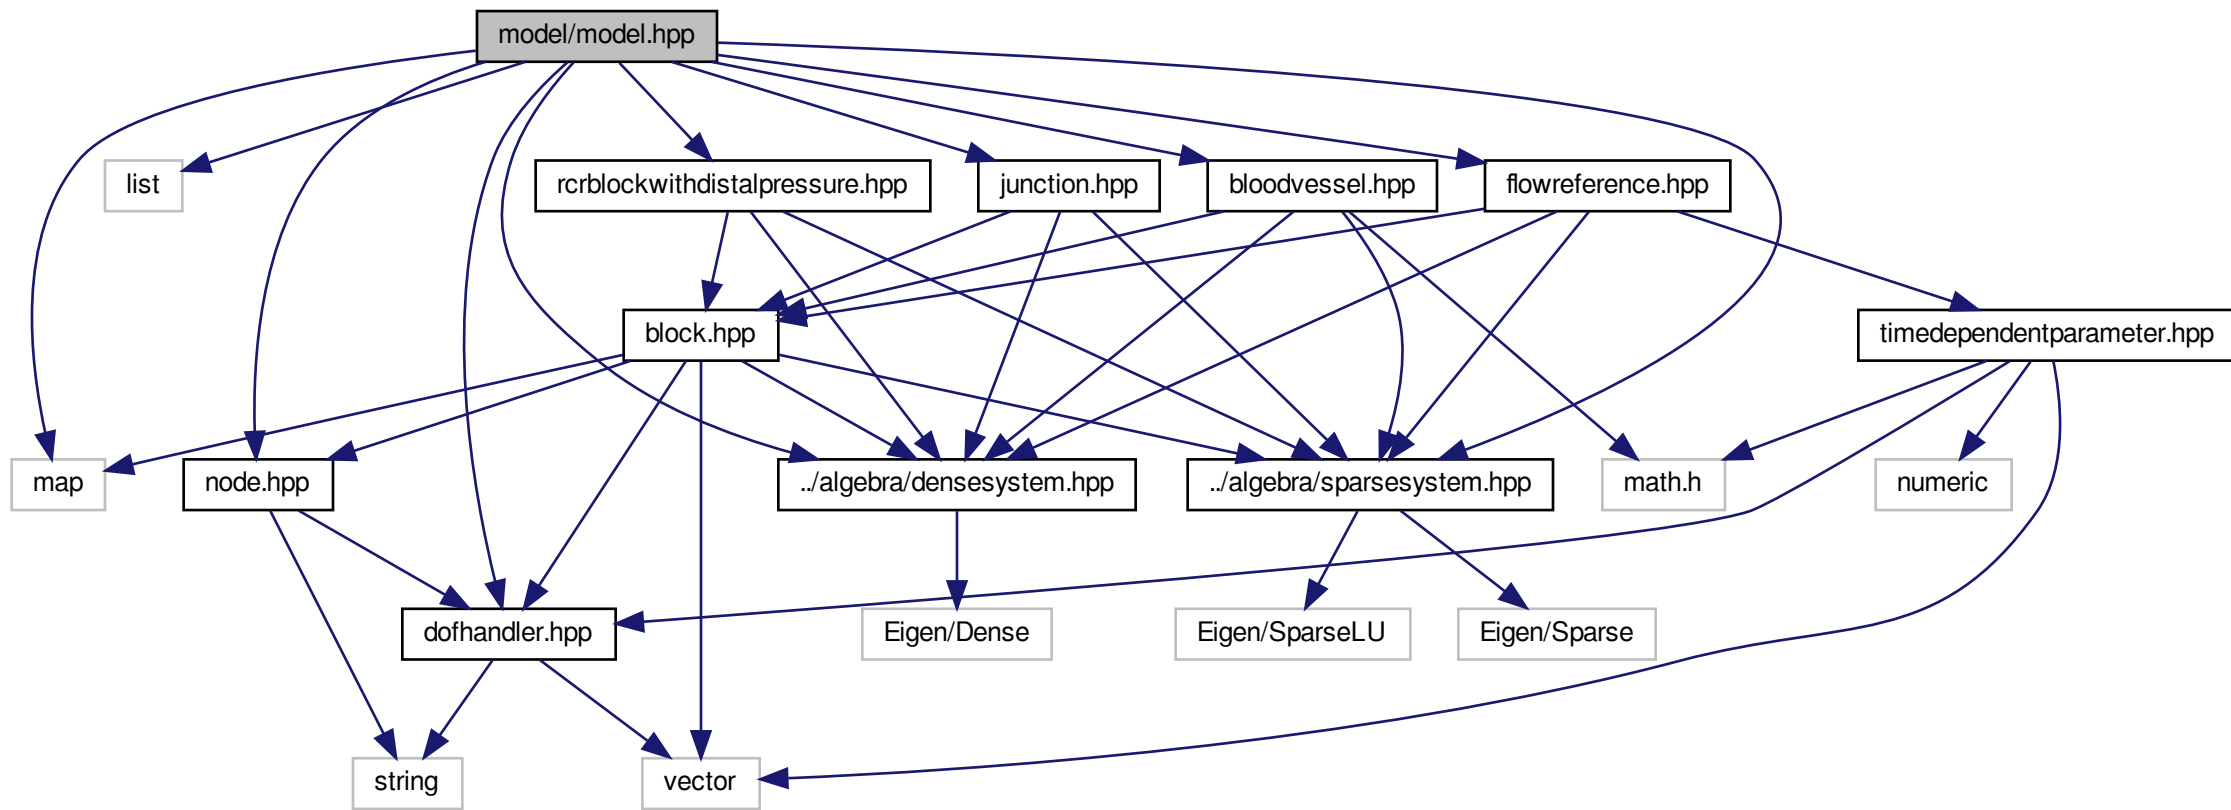 model/model.hpp
list
rcrblockwithdistalpressure.hpp
junction.hpp
bloodvessel.hpp
flowreference.hpp
block.hpp
timedependentparameter.hpp
map
node.hpp
../algebra/densesystem.hpp
../algebra/sparsesystem.hpp
math.h
numeric
dofhandler.hpp
Eigen/Dense
Eigen/SparseLU
Eigen/Sparse
string
vector